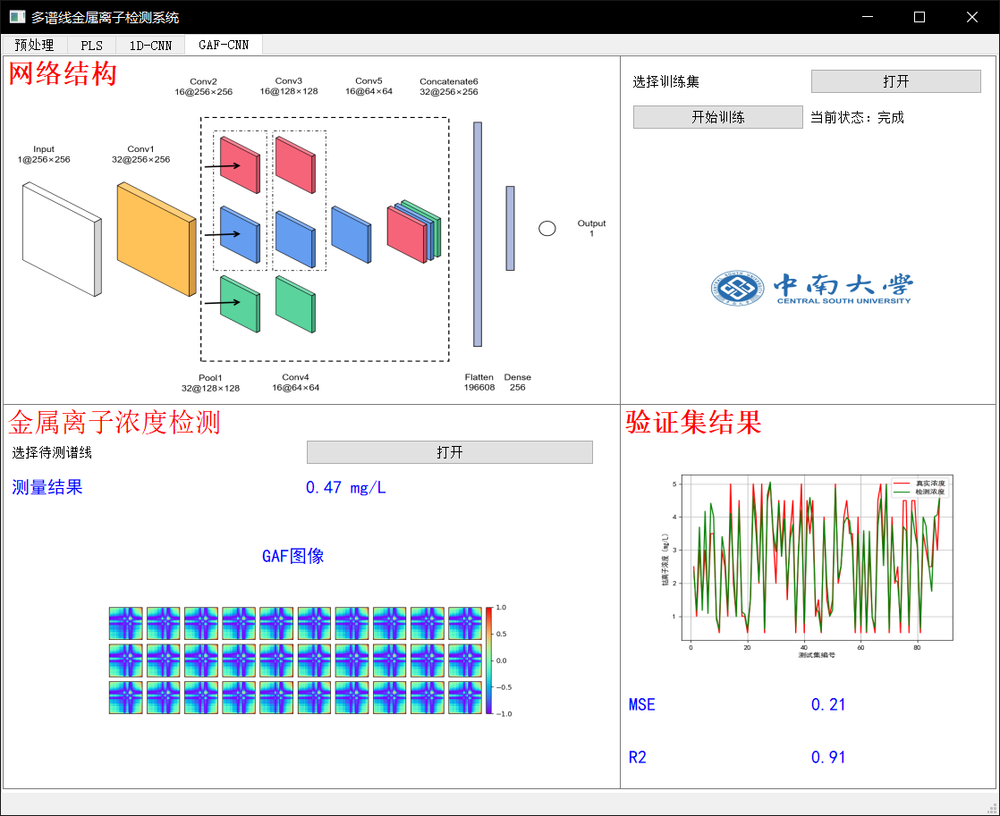 多谱线金属离子检测系统
预处理 PLS 1D-CNN GAF-CNN
网络结构
Conv2
16@256×256
Conv3
16@128×128
Conv5
16@64×64
Concatenate6
32@256×256
Input
1@256×256
Conv1
32@256×256
Output
1
Pool1
32@128×128
Conv4
16@64×64
Flatten
196608
Dense
256
选择训练集 打开
开始训练 当前状态：完成
中南大学
CENTRAL SOUTH UNIVERSITY
金属离子浓度检测
选择待测谱线 打开
测量结果 0.47 mg/L
GAF图像
1.0
0.5
0.0
−0.5
−1.0
验证集结果
真实浓度
检测浓度
钴离子浓度 (mg/L)
5
4
3
2
1
0 20 40 60 80
测试集编号
MSE 0.21
R2 0.91